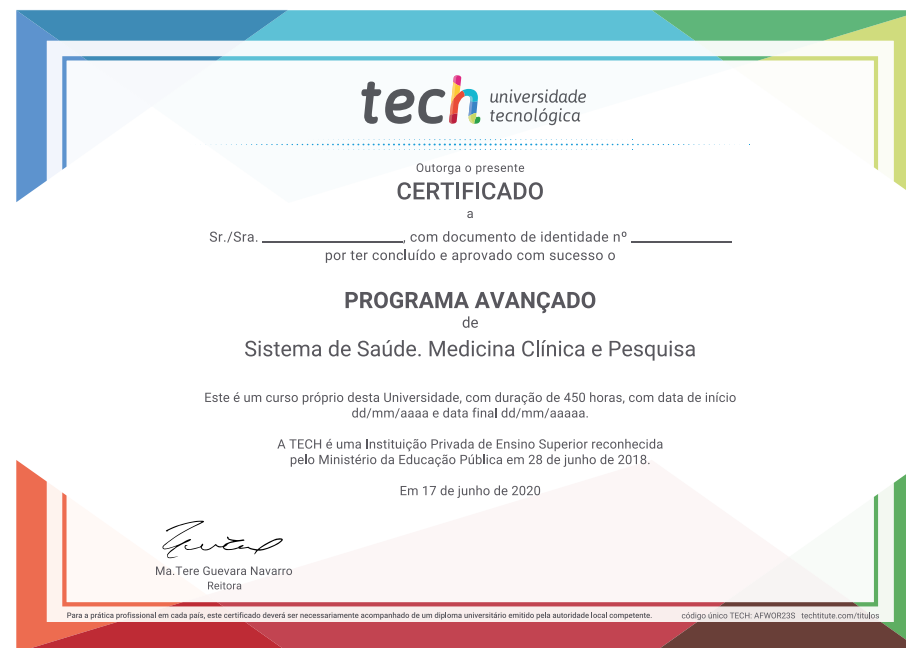 tech universidade
tecnológica
Outorga o presente
CERTIFICADO
a
Sr./Sra. ____________, com documento de identidade nº ____________
por ter concluído e aprovado com sucesso o
PROGRAMA AVANÇADO
de
Sistema de Saúde. Medicina Clínica e Pesquisa
Este é um curso próprio desta Universidade, com duração de 450 horas, com data de início
dd/mm/aaaa e data final dd/mm/aaaaa.
A TECH é uma Instituição Privada de Ensino Superior reconhecida
pelo Ministério da Educação Pública em 28 de junho de 2018.
Em 17 de junho de 2020
Ma.Tere Guevara Navarro
Reitora
Para a prática profissional em cada país, este certificado deverá ser necessariamente acompanhado de um diploma universitário emitido pela autoridade local competente. código único TECH: AFWOR23S techtitute.com/titulos